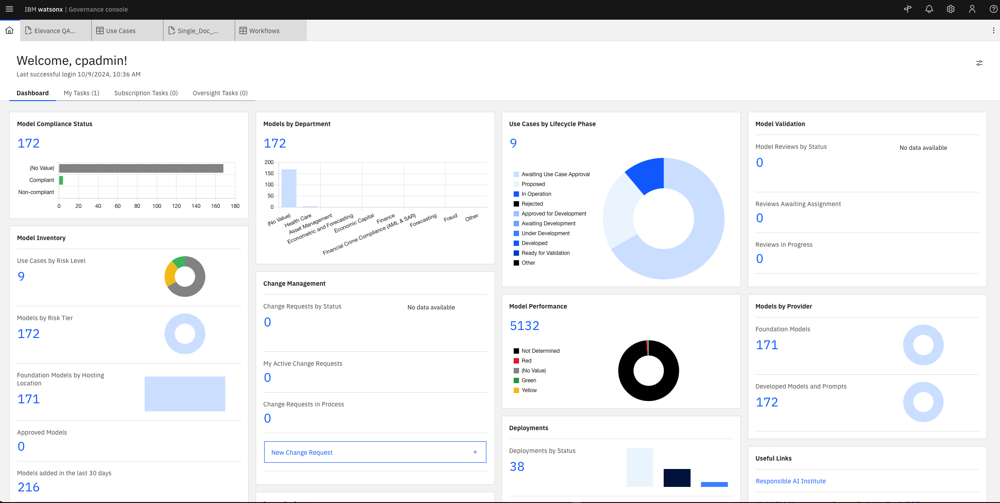 IBM watsonx | Governance console
Elevance QA...
Use Cases
Single_Doc_...
Workflows
Welcome, cpadmin!
Last successful login 10/9/2024, 10:36 AM
Dashboard
My Tasks (1)
Subscription Tasks (0)
Oversight Tasks (0)
Model Compliance Status
172
(No Value)
Compliant
Non-compliant
0 20 40 60 80 100 120 140 160 180
Model Inventory
Use Cases by Risk Level
9
Models by Risk Tier
172
Foundation Models by Hosting
Location
171
Approved Models
0
Models added in the last 30 days
216
Models by Department
172
200
150
100
50
0
(No Value)
Health Care
Asset Management
Econometric and Forecasting
Economic Capital
Finance
Financial Crime Compliance (AML & SAR)
Forecasting
Fraud
Other
Change Management
Change Requests by Status
No data available
0
My Active Change Requests
0
Change Requests in Process
0
New Change Request +
Use Cases by Lifecycle Phase
9
Awaiting Use Case Approval
Proposed
In Operation
Rejected
Approved for Development
Awaiting Development
Under Development
Developed
Ready for Validation
Other
Model Performance
5132
Not Determined
Red
(No Value)
Green
Yellow
Deployments
Deployments by Status
38
Model Validation
Model Reviews by Status
No data available
0
Reviews Awaiting Assignment
0
Reviews in Progress
0
Models by Provider
Foundation Models
171
Developed Models and Prompts
172
Useful Links
Responsible AI Institute